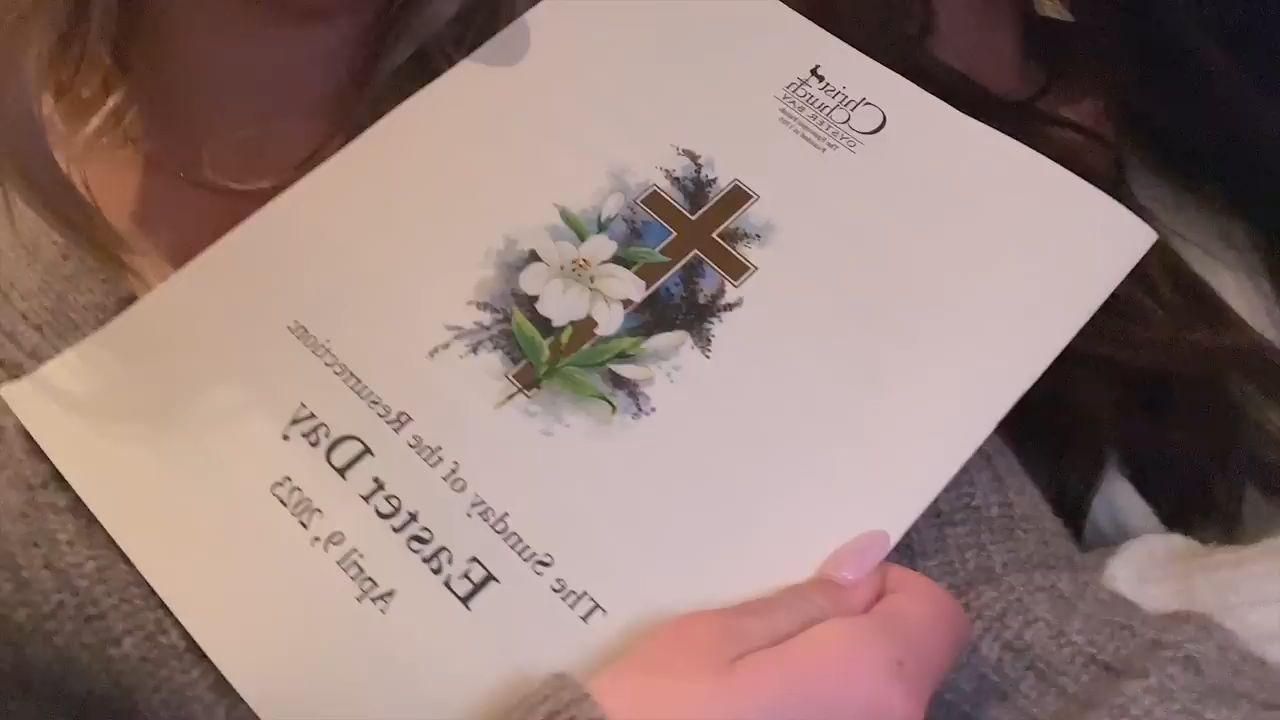 Christ
Church
OYSTER BAY
The Sunday of the Resurrection:
Easter Day
April 9, 2023